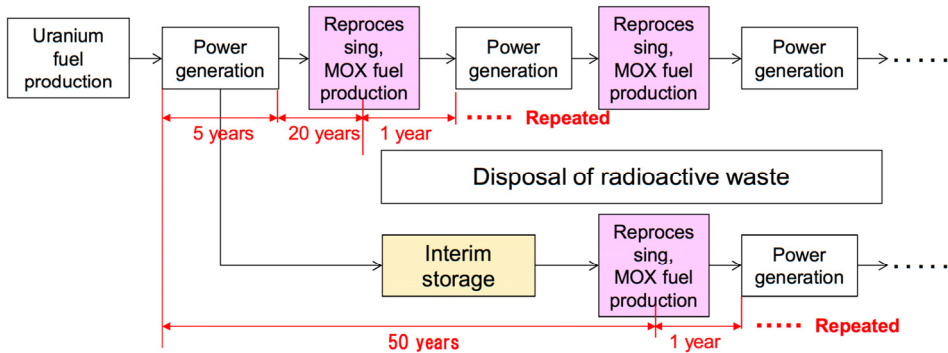 Uranium
fuel
production
Power
generation
Reproces
sing,
MOX fuel
production
Power
generation
Reproces
sing,
MOX fuel
production
Power
generation
.....
5 years
20 years
1 year
..... Repeated
Disposal of radioactive waste
Interim
storage
Reproces
sing,
MOX fuel
production
Power
generation
.....
50 years
1 year
..... Repeated